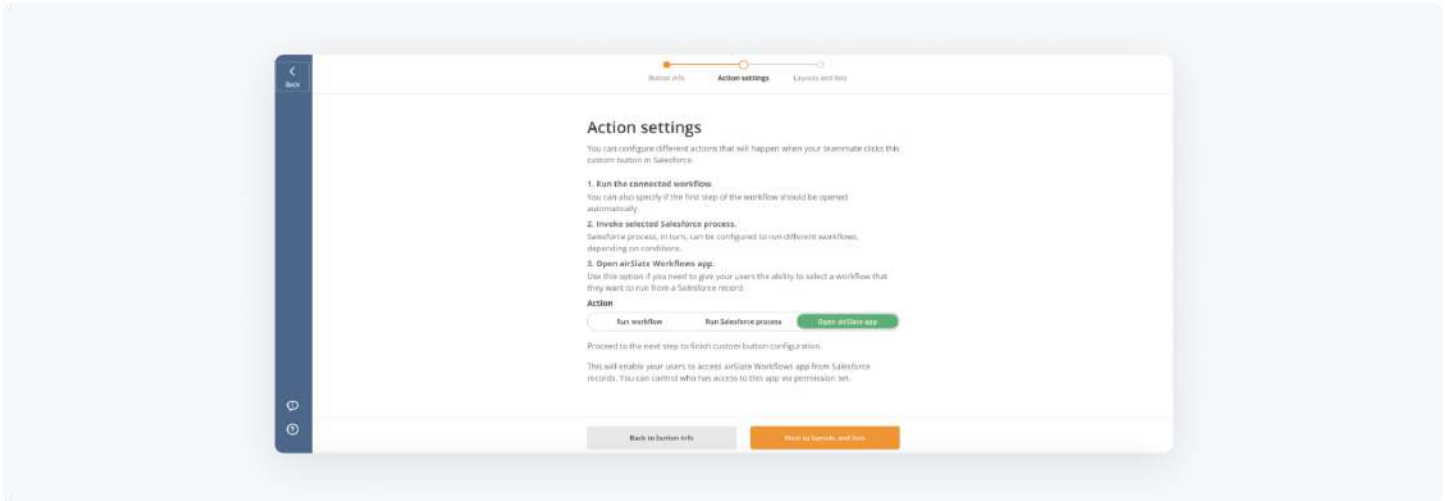 Back
Button info
Action settings
Layouts and lists
Action settings
You can configure different actions that will happen when your teammate clicks this
custom button in Salesforce.
1. Run the connected workflow.
You can also specify if the first step of the workflow should be opened
automatically.
2. Invoke selected Salesforce process.
Salesforce process, in turn, can be configured to run different workflows,
depending on conditions.
3. Open airSlate Workflows app.
Use this option if you need to give your users the ability to select a workflow that
they want to run from a Salesforce record.
Action
Run workflow
Run Salesforce process
Open airSlate app
Proceed to the next step to finish custom button configuration.
This will enable your users to access airSlate Workflows app from Salesforce
records. You can control who has access to this app via permission set.
Back to button info
Next to layouts and lists